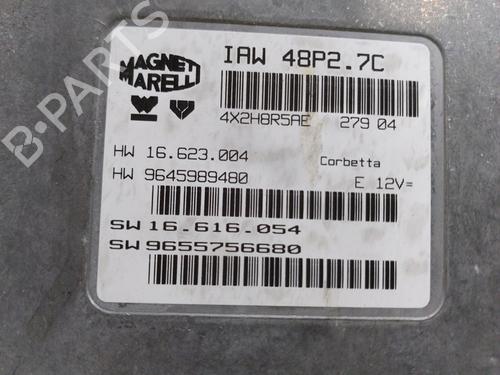 MAGNETI
MARELLI
IAW 48P2.7C
4X2H8R5AE 279 04
HW 16.623.004
Corbetta
HW 9645989480
E 12V=
SW 16.616.054
SW 9655756680
B-PARTS